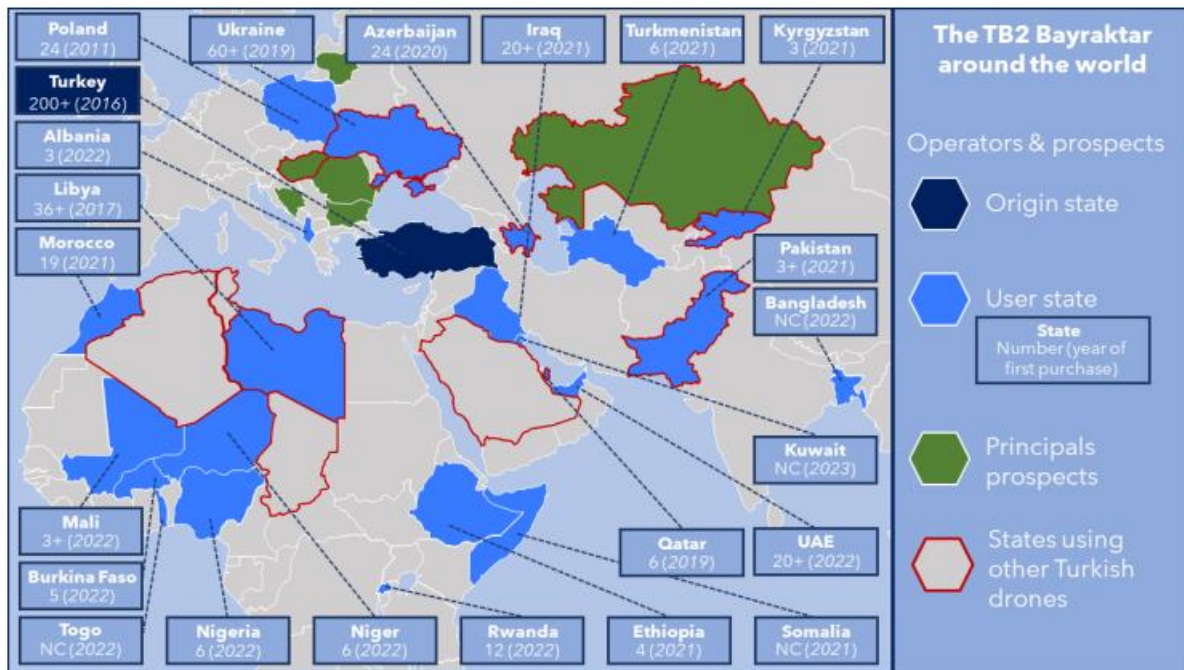 Poland
24 (2011)
Ukraine
60+ (2019)
Azerbaijan
24 (2020)
Iraq
20+ (2021)
Turkmenistan
6 (2021)
Kyrgyzstan
3 (2021)
Turkey
200+ (2016)
Albania
3 (2022)
Libya
36+ (2017)
Morocco
19 (2021)
Pakistan
3+ (2021)
Bangladesh
NC (2022)
Kuwait
NC (2023)
Mali
3+ (2022)
Burkina Faso
5 (2022)
Togo
NC (2022)
Nigeria
6 (2022)
Niger
6 (2022)
Rwanda
12 (2022)
Qatar
6 (2019)
Ethiopia
4 (2021)
UAE
20+ (2022)
Somalia
NC (2021)
The TB2 Bayraktar
around the world
Operators & prospects
Origin state
User state
State
Number (year of
first purchase)
Principals
prospects
States using
other Turkish
drones